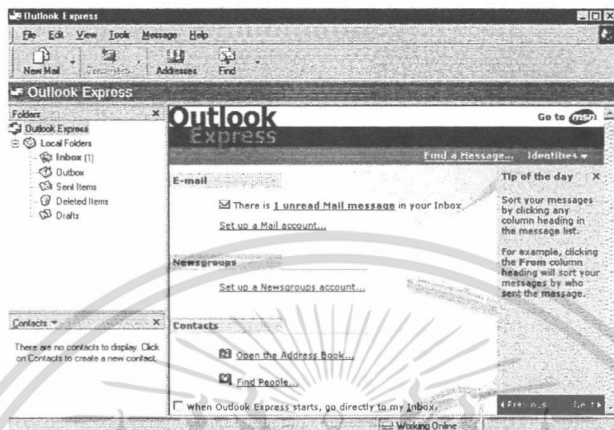 Outlook Express
File Edit View Tools Message Help
New Mail Addresses Find
Outlook Express
Folders
Outlook Express
Local Folders
Inbox (1)
Outbox
Sent Items
Deleted Items
Drafts
Contacts
There are no contacts to display. Click
on Contacts to create a new contact.
Outlook
Express
Go to msn
Find a Message... Identities
E-mail
There is 1 unread Mail message in your Inbox
Set up a Mail account...
Newsgroups
Set up a Newsgroups account...
Contacts
Open the Address Book...
Find People...
When Outlook Express starts, go directly to my Inbox.
Tip of the day
Sort your messages
by clicking any
column heading in
the message list.
For example, clicking
the From column
heading will sort your
messages by who
sent the message.
Previous Next
Working Online